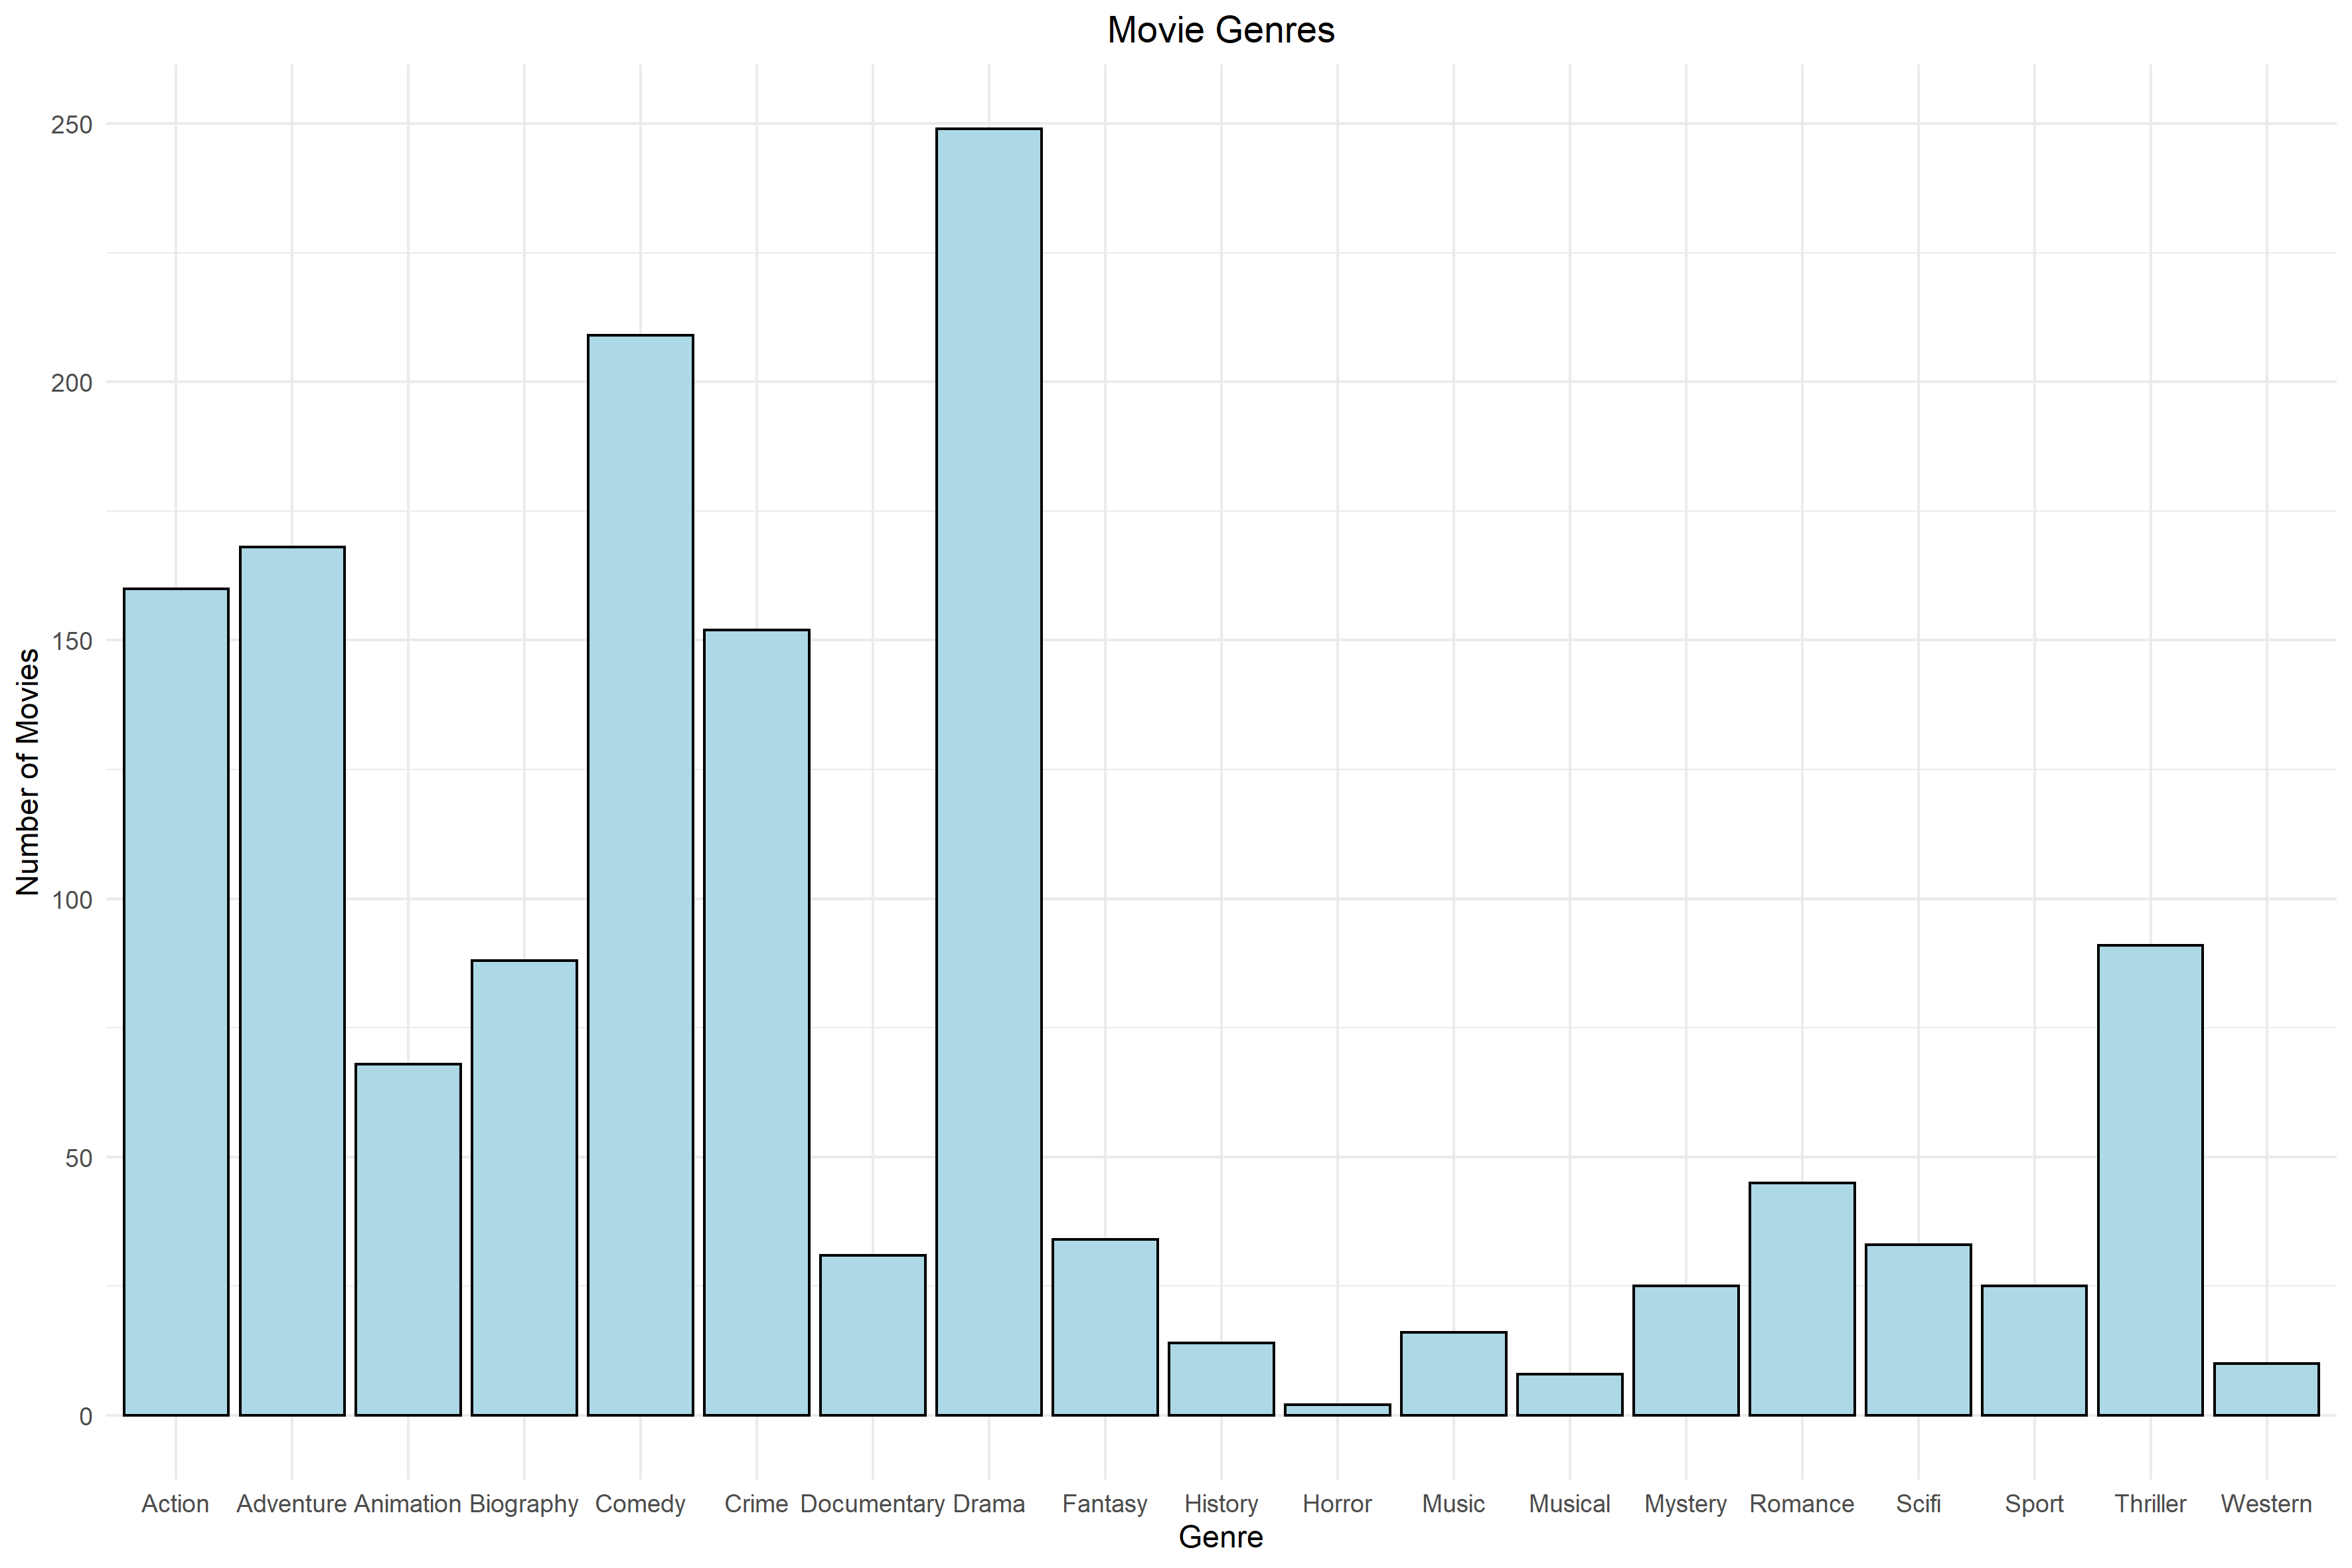 Movie Genres
Number of Movies
250
200
150
100
50
0
Action Adventure Animation Biography Comedy Crime Documentary Drama Fantasy History Horror Music Musical Mystery Romance Scifi Sport Thriller Western
Genre